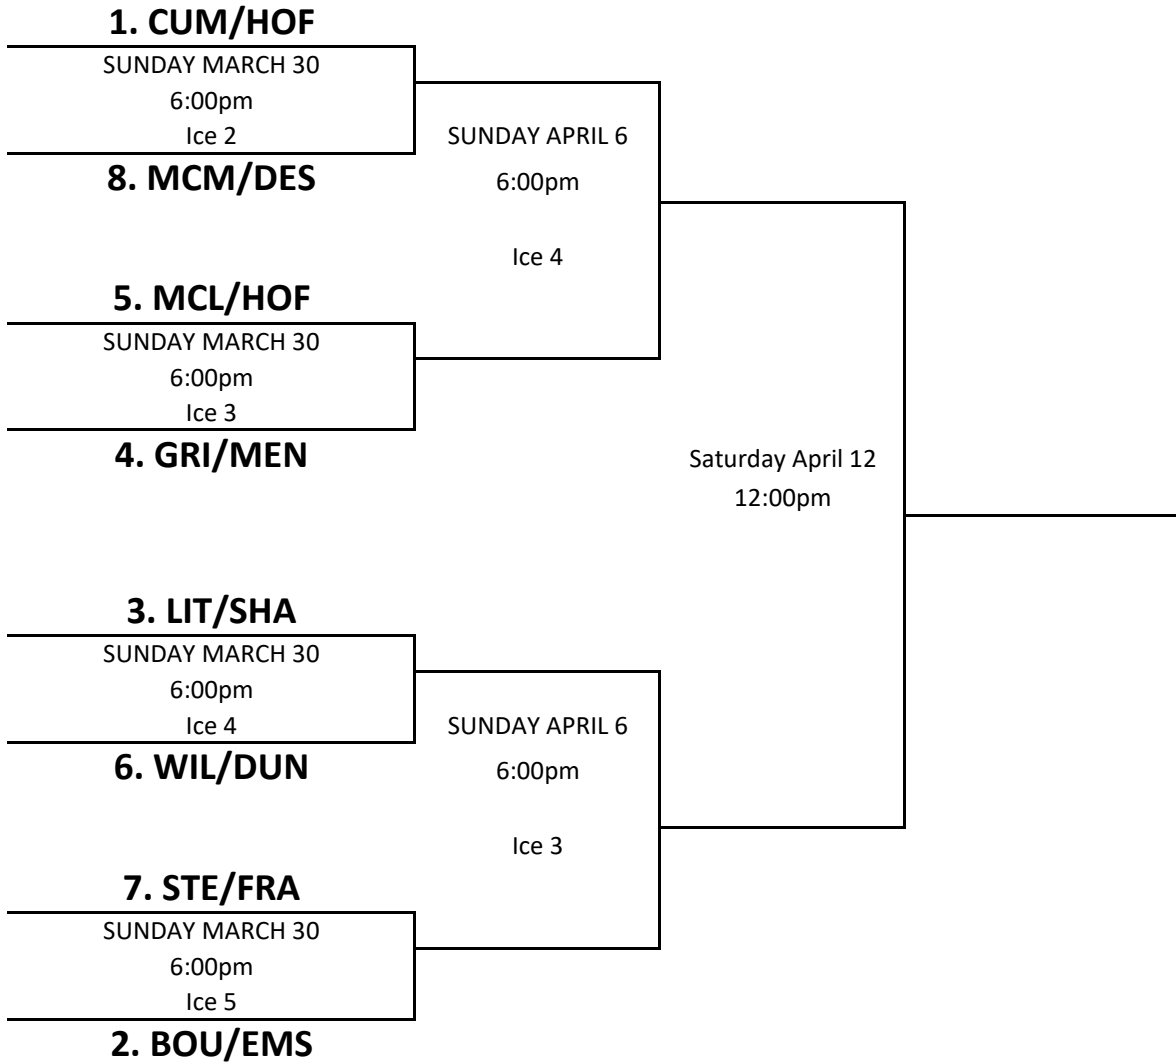 1. CUM/HOF
SUNDAY MARCH 30
6:00pm
Ice 2
8. MCM/DES
SUNDAY APRIL 6
6:00pm
Ice 4
5. MCL/HOF
SUNDAY MARCH 30
6:00pm
Ice 3
4. GRI/MEN
Saturday April 12
12:00pm
3. LIT/SHA
SUNDAY MARCH 30
6:00pm
Ice 4
6. WIL/DUN
SUNDAY APRIL 6
6:00pm
Ice 3
7. STE/FRA
SUNDAY MARCH 30
6:00pm
Ice 5
2. BOU/EMS